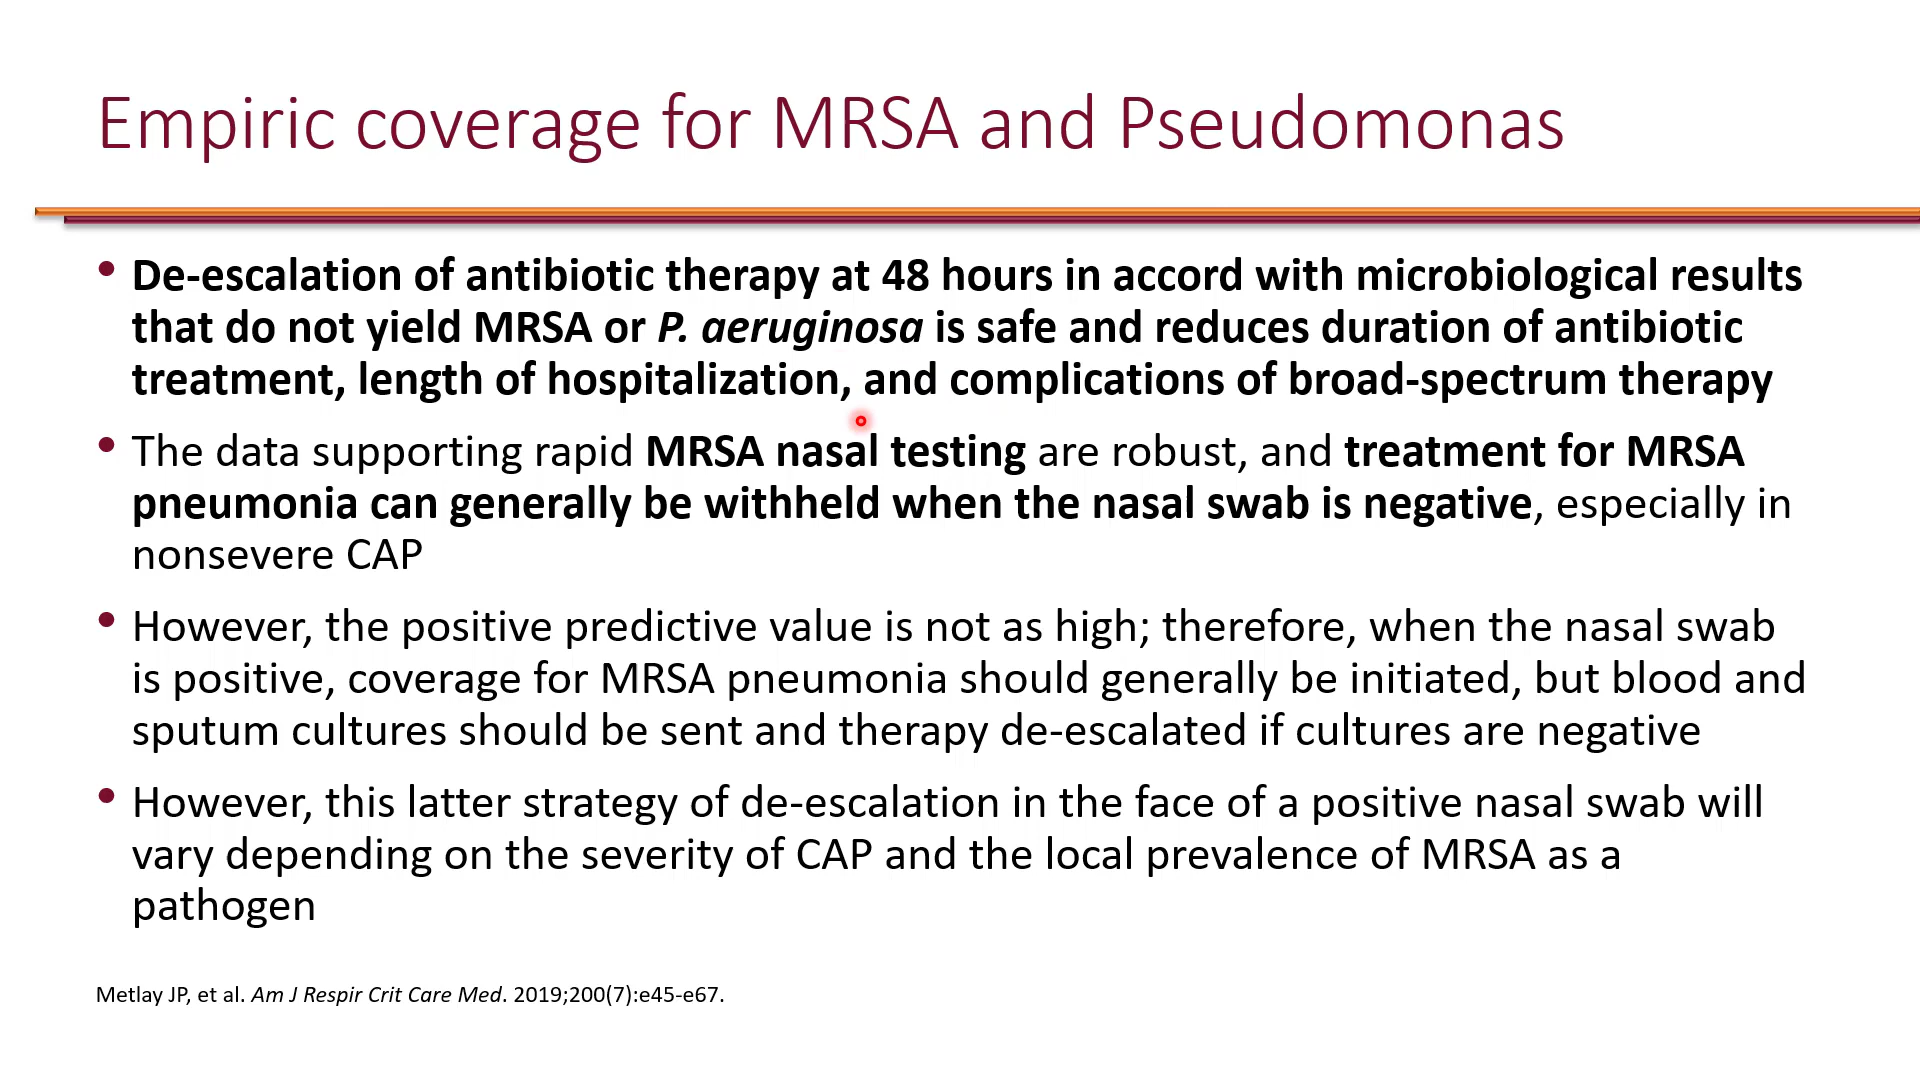 Empiric coverage for MRSA and Pseudomonas
• De-escalation of antibiotic therapy at 48 hours in accord with microbiological results
that do not yield MRSA or P. aeruginosa is safe and reduces duration of antibiotic
treatment, length of hospitalization, and complications of broad-spectrum therapy
• The data supporting rapid MRSA nasal testing are robust, and treatment for MRSA
pneumonia can generally be withheld when the nasal swab is negative, especially in
nonsevere CAP
• However, the positive predictive value is not as high; therefore, when the nasal swab
is positive, coverage for MRSA pneumonia should generally be initiated, but blood and
sputum cultures should be sent and therapy de-escalated if cultures are negative
• However, this latter strategy of de-escalation in the face of a positive nasal swab will
vary depending on the severity of CAP and the local prevalence of MRSA as a
pathogen
Metlay JP, et al. Am J Respir Crit Care Med. 2019;200(7):e45-e67.